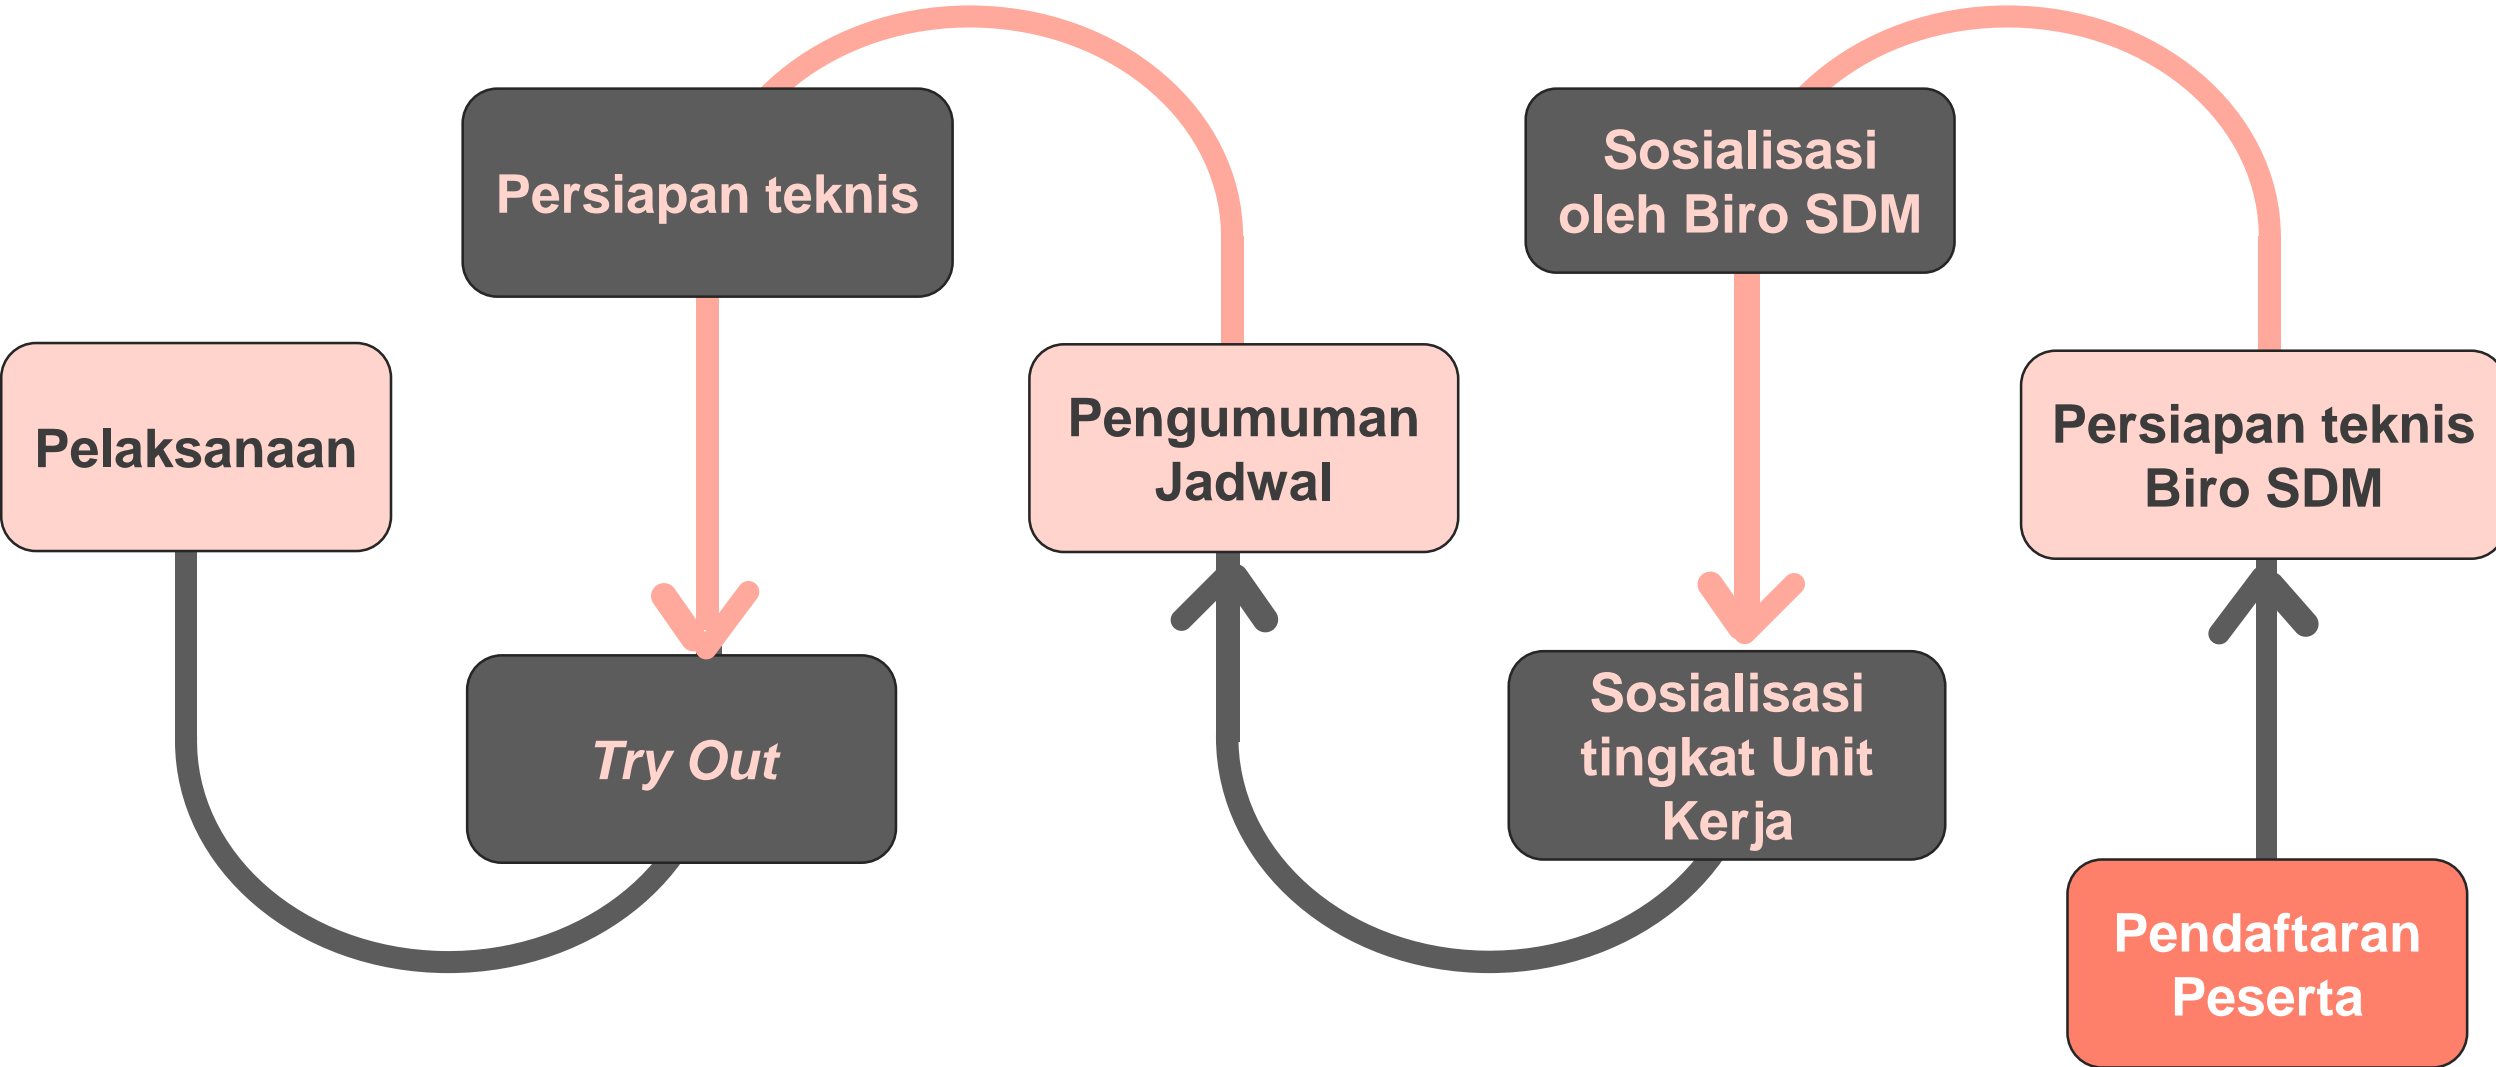 Persiapan teknis
Sosialisasi
oleh Biro SDM
Pelaksanaan
Pengumuman
Jadwal
Persiapan teknis
Biro SDM
Try Out
Sosialisasi
tingkat Unit
Kerja
Pendaftaran
Peserta